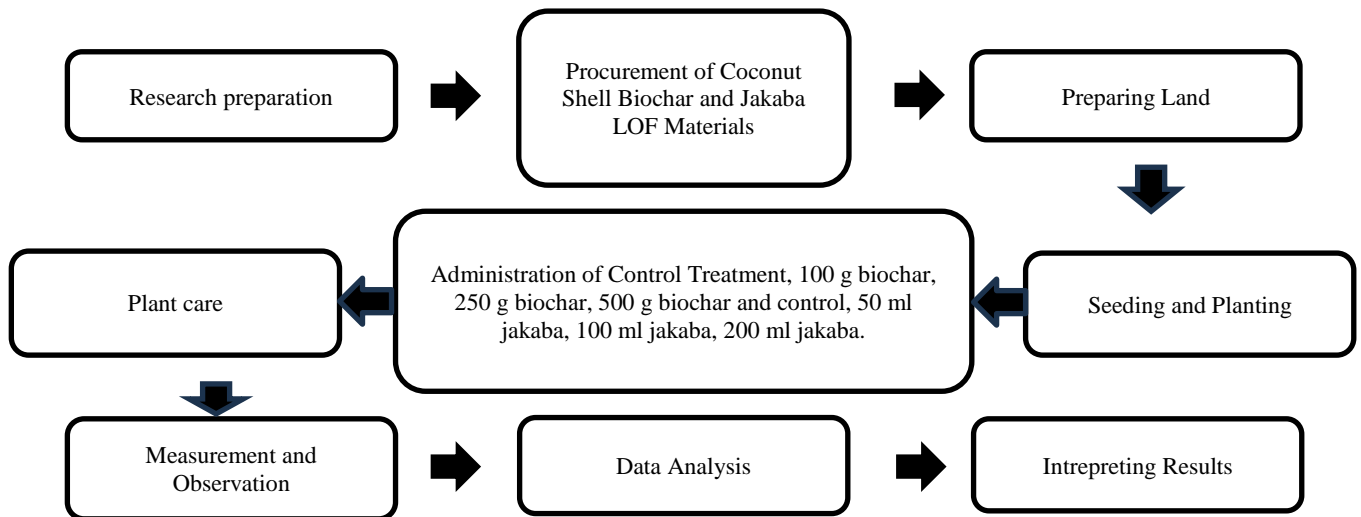 Research preparation
Procurement of Coconut
Shell Biochar and Jakaba
LOF Materials
Preparing Land
Seeding and Planting
Administration of Control Treatment, 100 g biochar,
250 g biochar, 500 g biochar and control, 50 ml
jakaba, 100 ml jakaba, 200 ml jakaba.
Plant care
Measurement and
Observation
Data Analysis
Intrepreting Results